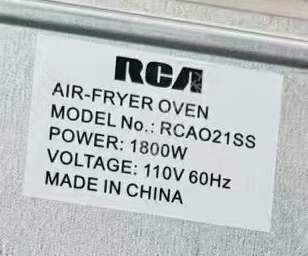 RCA
AIR-FRYER OVEN
MODEL No.: RCAO21SS
POWER: 1800W
VOLTAGE: 110V 60Hz
MADE IN CHINA